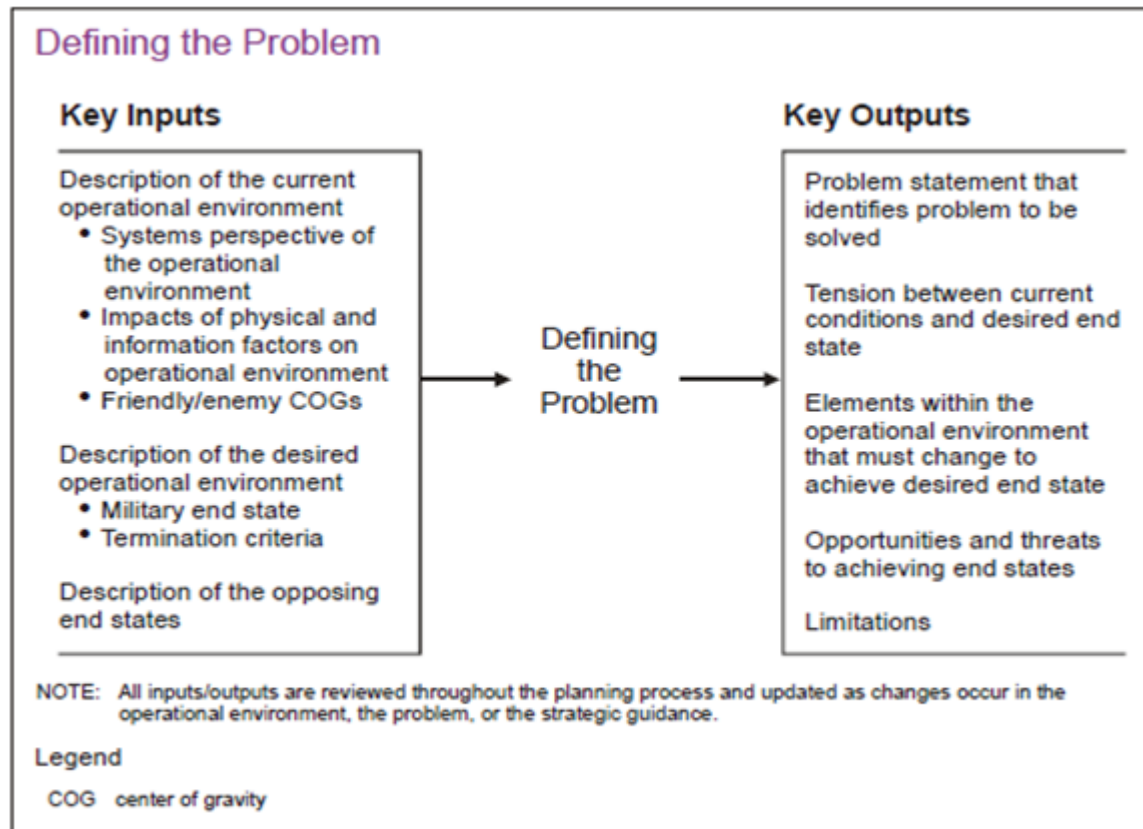 Defining the Problem
Key Inputs
Description of the current
operational environment
• Systems perspective of
the operational
environment
• Impacts of physical and
information factors on
operational environment
• Friendly/enemy COGs
Description of the desired
operational environment
• Military end state
• Termination criteria
Description of the opposing
end states
Defining
the
Problem
Key Outputs
Problem statement that
identifies problem to be
solved
Tension between current
conditions and desired end
state
Elements within the
operational environment
that must change to
achieve desired end state
Opportunities and threats
to achieving end states
Limitations
NOTE: All inputs/outputs are reviewed throughout the planning process and updated as changes occur in the
operational environment, the problem, or the strategic guidance.
Legend
COG center of gravity